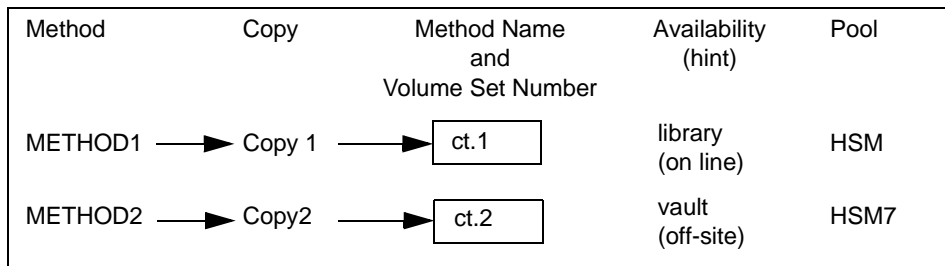 Method Copy Method Name Availability Pool
and (hint)
Volume Set Number
METHOD1 Copy 1 ct.1 library HSM
(on line)
METHOD2 Copy2 ct.2 vault HSM7
(off-site)